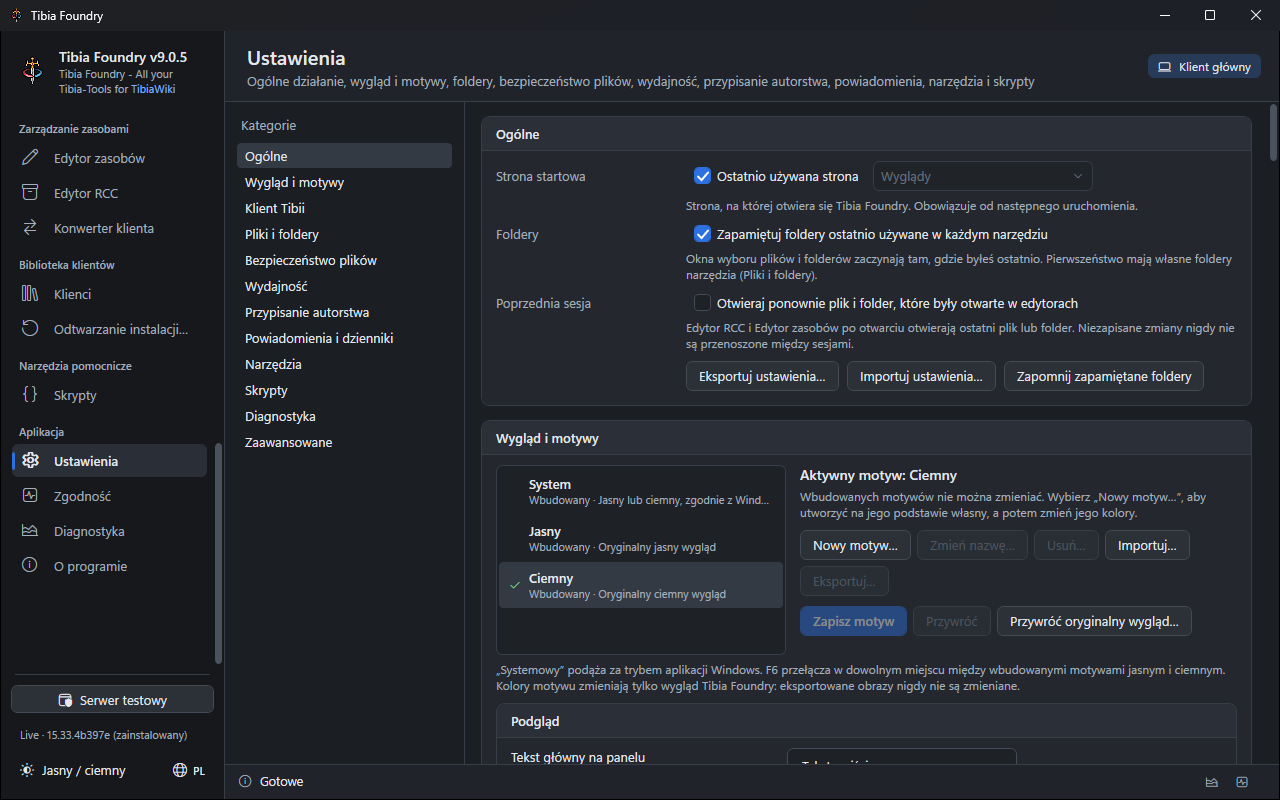 Tibia Foundry
Tibia Foundry v9.0.5
Tibia Foundry - All your
Tibia-Tools for TibiaWiki
Zarządzanie zasobami
Edytor zasobów
Edytor RCC
Konwerter klienta
Biblioteka klientów
Klienci
Odtwarzanie instalacji...
Narzędzia pomocnicze
Skrypty
Aplikacja
Ustawienia
Zgodność
Diagnostyka
O programie
Serwer testowy
Live · 15.33.4b397e (zainstalowany)
Jasny / ciemny
PL
Ustawienia
Ogólne działanie, wygląd i motywy, foldery, bezpieczeństwo plików, wydajność, przypisanie autorstwa, powiadomienia, narzędzia i skrypty
Klient główny
Kategorie
Ogólne
Wygląd i motywy
Klient Tibii
Pliki i foldery
Bezpieczeństwo plików
Wydajność
Przypisanie autorstwa
Powiadomienia i dzienniki
Narzędzia
Skrypty
Diagnostyka
Zaawansowane
Ogólne
Strona startowa
Ostatnio używana strona
Wyglądy
Strona, na której otwiera się Tibia Foundry. Obowiązuje od następnego uruchomienia.
Foldery
Zapamiętuj foldery ostatnio używane w każdym narzędziu
Okna wyboru plików i folderów zaczynają tam, gdzie byłeś ostatnio. Pierwszeństwo mają własne foldery
narzędzia (Pliki i foldery).
Poprzednia sesja
Otwieraj ponownie plik i folder, które były otwarte w edytorach
Edytor RCC i Edytor zasobów po otwarciu otwierają ostatni plik lub folder. Niezapisane zmiany nigdy nie
są przenoszone między sesjami.
Eksportuj ustawienia...
Importuj ustawienia...
Zapomnij zapamiętane foldery
Wygląd i motywy
System
Wbudowany · Jasny lub ciemny, zgodnie z Wind...
Jasny
Wbudowany · Oryginalny jasny wygląd
Ciemny
Wbudowany · Oryginalny ciemny wygląd
Aktywny motyw: Ciemny
Wbudowanych motywów nie można zmieniać. Wybierz „Nowy motyw...”, aby
utworzyć na jego podstawie własny, a potem zmień jego kolory.
Nowy motyw...
Zmień nazwę...
Usuń...
Importuj...
Eksportuj...
Zapisz motyw
Przywróć
Przywróć oryginalny wygląd...
„Systemowy” podąża za trybem aplikacji Windows. F6 przełącza w dowolnym miejscu między wbudowanymi motywami jasnym i ciemnym.
Kolory motywu zmieniają tylko wygląd Tibia Foundry: eksportowane obrazy nigdy nie są zmieniane.
Podgląd
Tekst główny na panelu
Gotowe